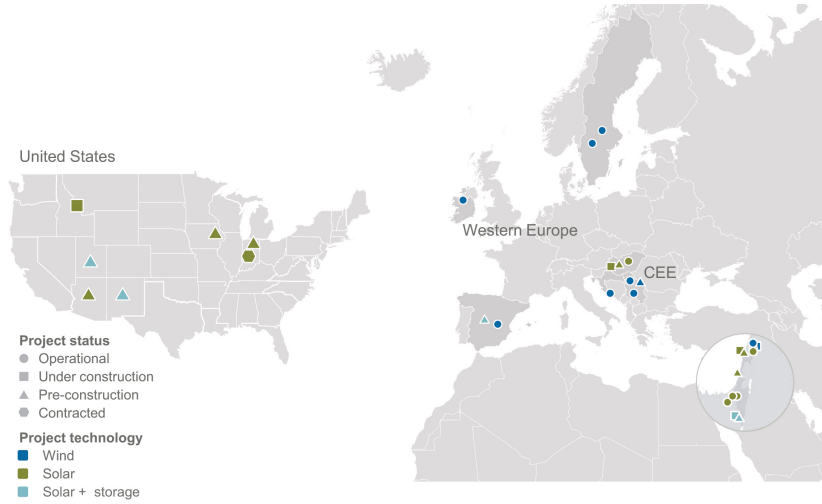 United States
Western Europe
CEE
Project status
Operational
Under construction
Pre-construction
Contracted
Project technology
Wind
Solar
Solar + storage